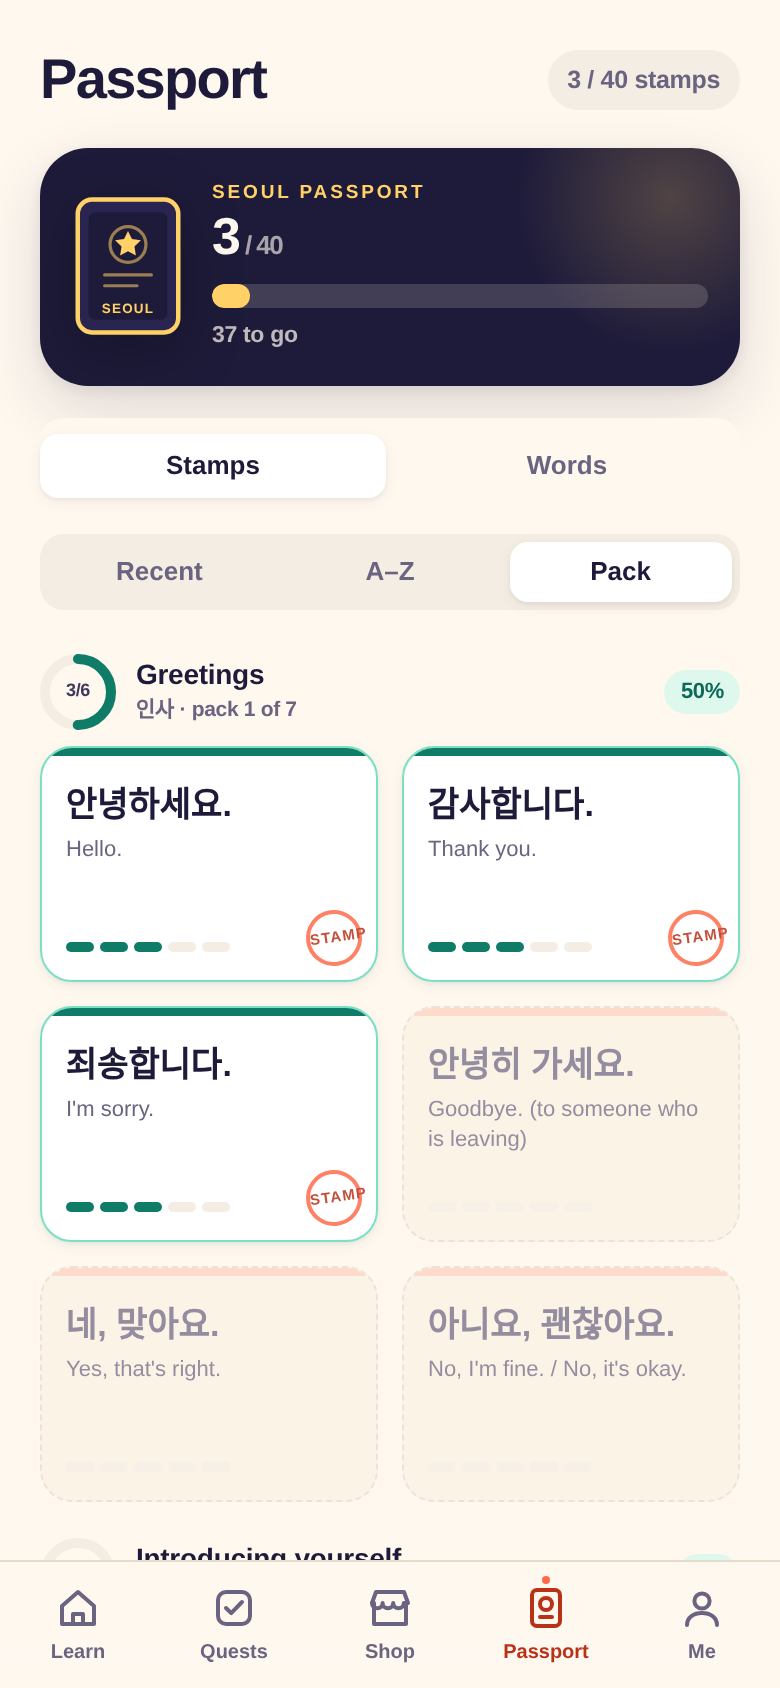 Passport
3 / 40 stamps
SEOUL PASSPORT
3 / 40
SEOUL
37 to go
Stamps
Words
Recent
A–Z
Pack
3/6
Greetings
인사 · pack 1 of 7
50%
안녕하세요.
Hello.
STAMP
감사합니다.
Thank you.
STAMP
죄송합니다.
I'm sorry.
STAMP
안녕히 가세요.
Goodbye. (to someone who
is leaving)
네, 맞아요.
Yes, that's right.
아니요, 괜찮아요.
No, I'm fine. / No, it's okay.
Introducing yourself
Learn
Quests
Shop
Passport
Me